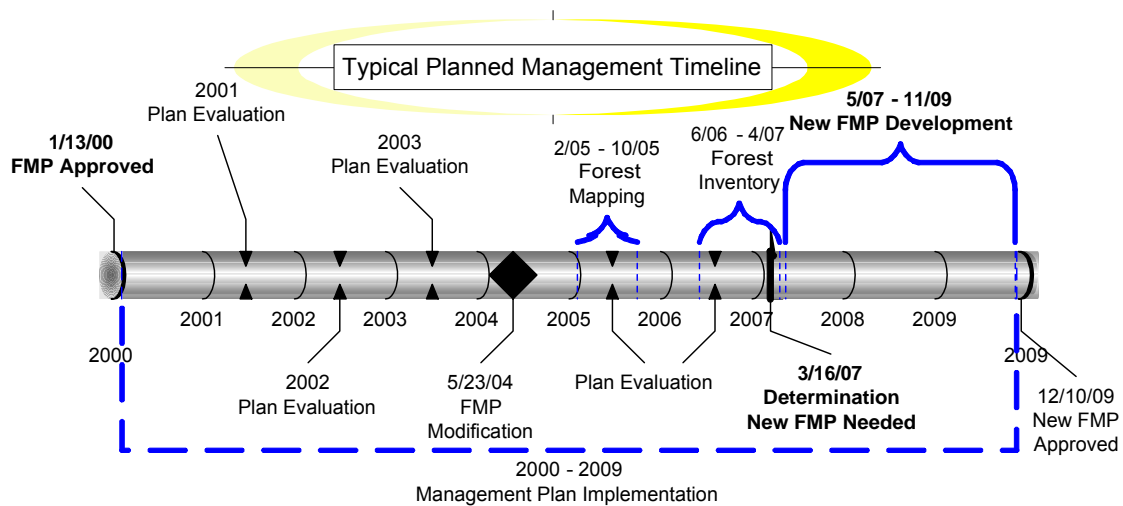 Typical Planned Management Timeline
2001
Plan Evaluation
1/13/00
FMP Approved
2003
Plan Evaluation
2/05 - 10/05
Forest
Mapping
6/06 - 4/07
Forest
Inventory
5/07 - 11/09
New FMP Development
2001
2002
2003
2004
2005
2006
2007
2008
2009
2000
2009
2002
Plan Evaluation
5/23/04
FMP
Modification
Plan Evaluation
3/16/07
Determination
New FMP Needed
12/10/09
New FMP
Approved
2000 - 2009
Management Plan Implementation